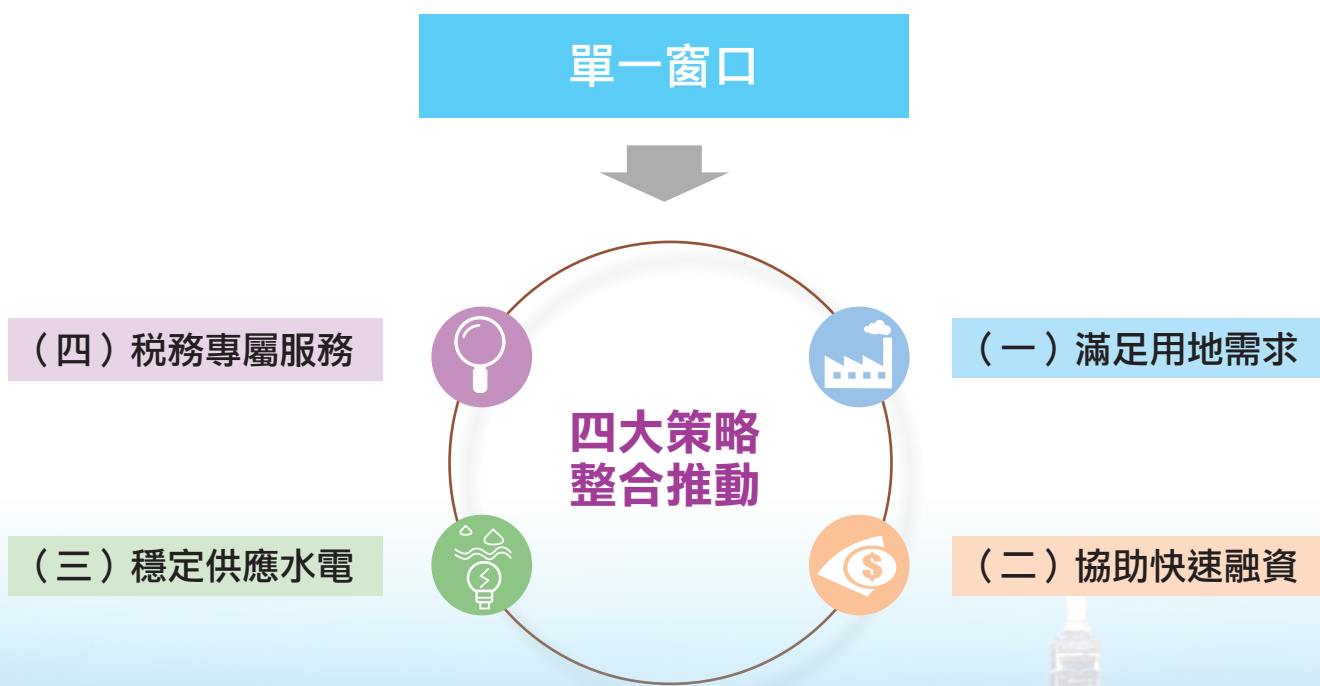 單一窗口
四大策略
整合推動
（一）滿足用地需求
（二）協助快速融資
（三）穩定供應水電
（四）稅務專屬服務
$